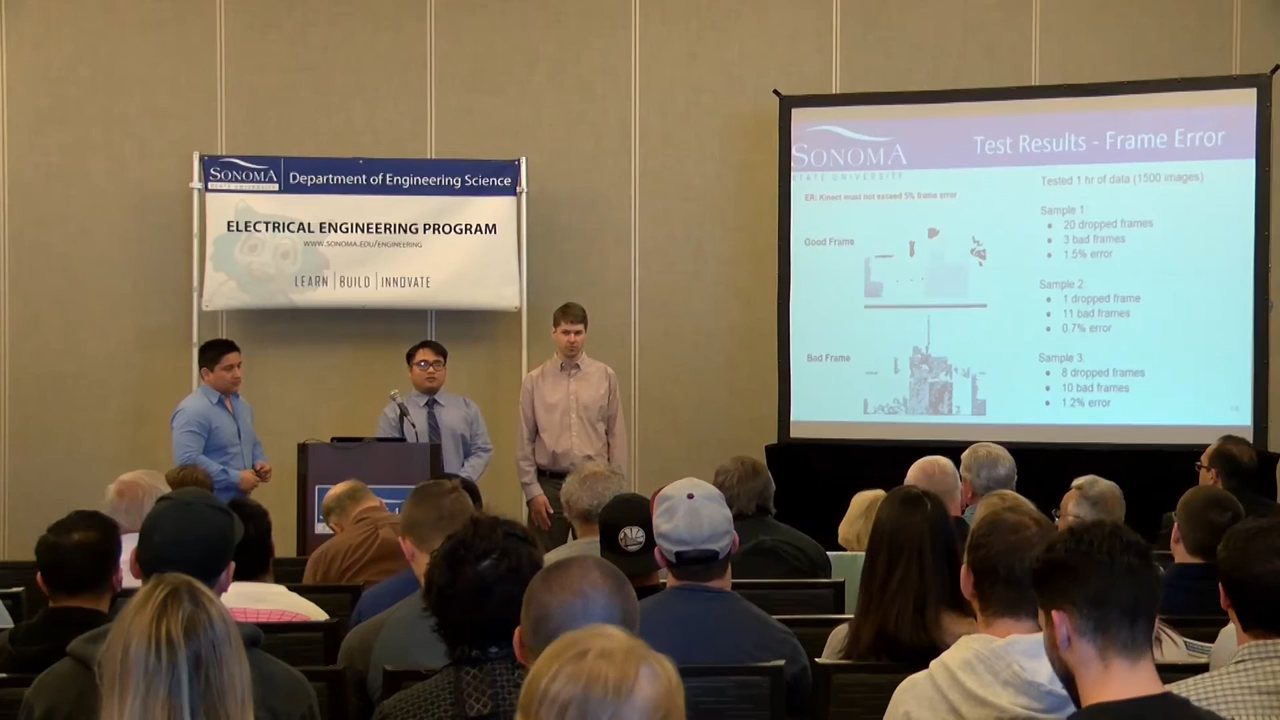 SONOMA
STATE UNIVERSITY
Department of Engineering Science
ELECTRICAL ENGINEERING PROGRAM
WWW.SONOMA.EDU/ENGINEERING
LEARN | BUILD | INNOVATE
SONOMA
STATE UNIVERSITY
Test Results - Frame Error
ER: Kinect must not exceed 5% frame error
Good Frame
Bad Frame
Tested 1 hr of data (1500 images)
Sample 1:
• 20 dropped frames
• 3 bad frames
• 1.5% error
Sample 2:
• 1 dropped frame
• 11 bad frames
• 0.7% error
Sample 3.
• 8 dropped frames
• 10 bad frames
• 1.2% error